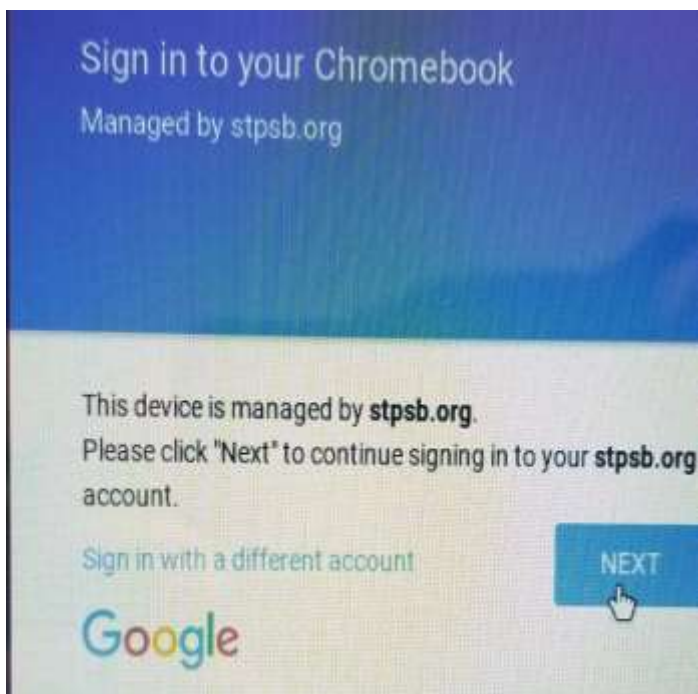 Sign in to your Chromebook
Managed by stpsb.org
This device is managed by stpsb.org.
Please click "Next" to continue signing in to your stpsb.org
account.
Sign in with a different account
NEXT
Google